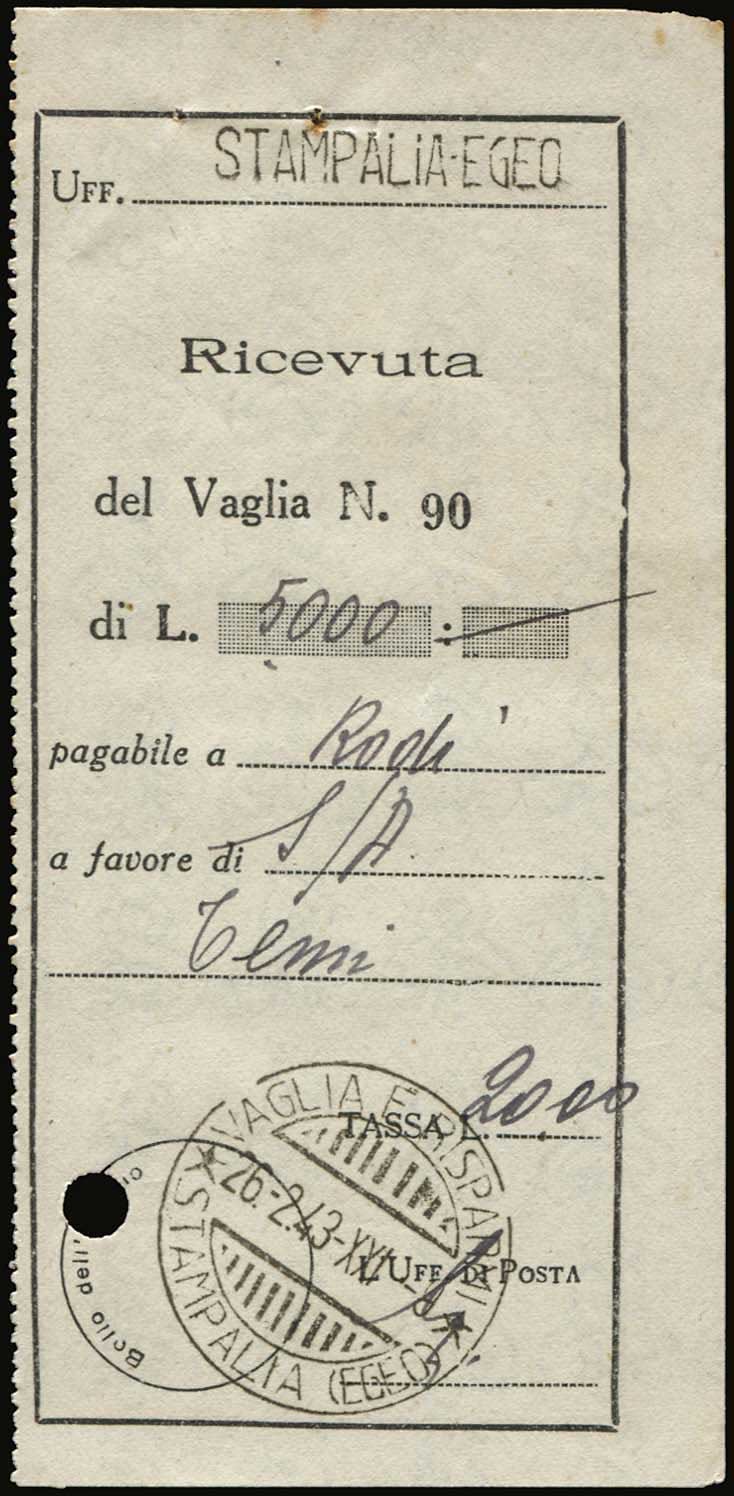 UFF. STAMPALIA-EGEO
Ricevuta
del Vaglia N. 90
di L. 5000 :
pagabile a Rodi
a favore di S/A
Temi
TASSA L. 20 00
VAGLIA E RISPARMI
26.-2.43-XXI
STAMPALIA (EGEO)
L'UFF. DI POSTA
Bollo dell'